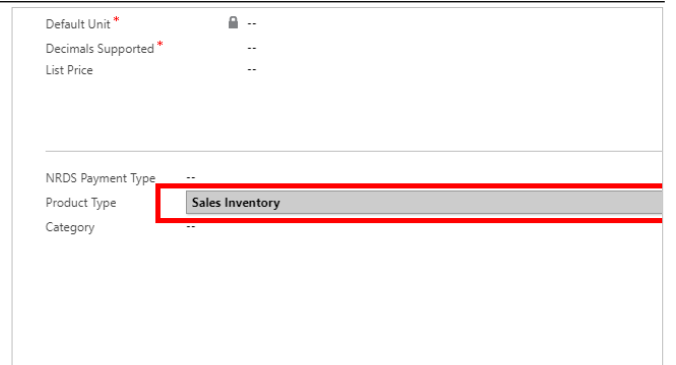 Default Unit * --
Decimals Supported * --
List Price --
NRDS Payment Type --
Product Type Sales Inventory
Category --